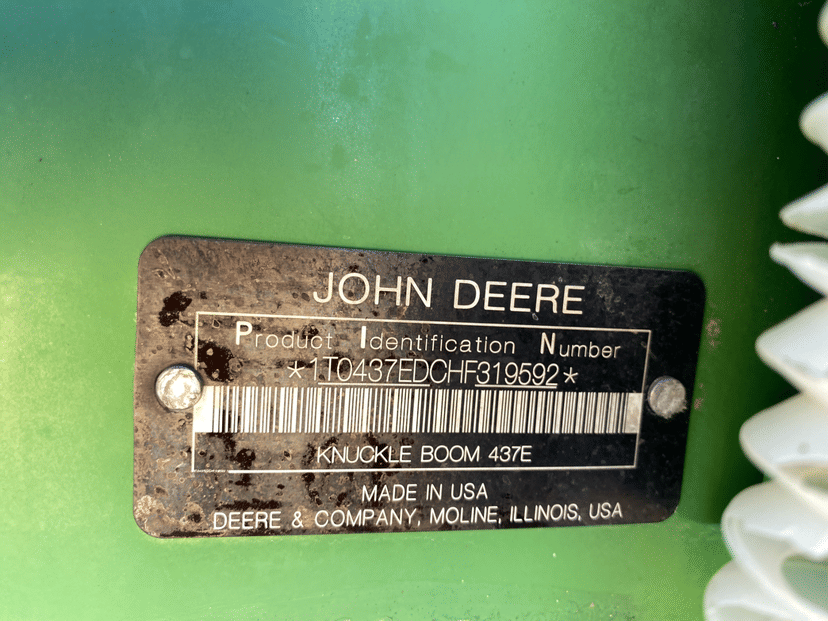 JOHN DEERE
Product Identification Number
*1T0437EDCHF319592*
KNUCKLE BOOM 437E
MADE IN USA
DEERE & COMPANY, MOLINE, ILLINOIS, USA